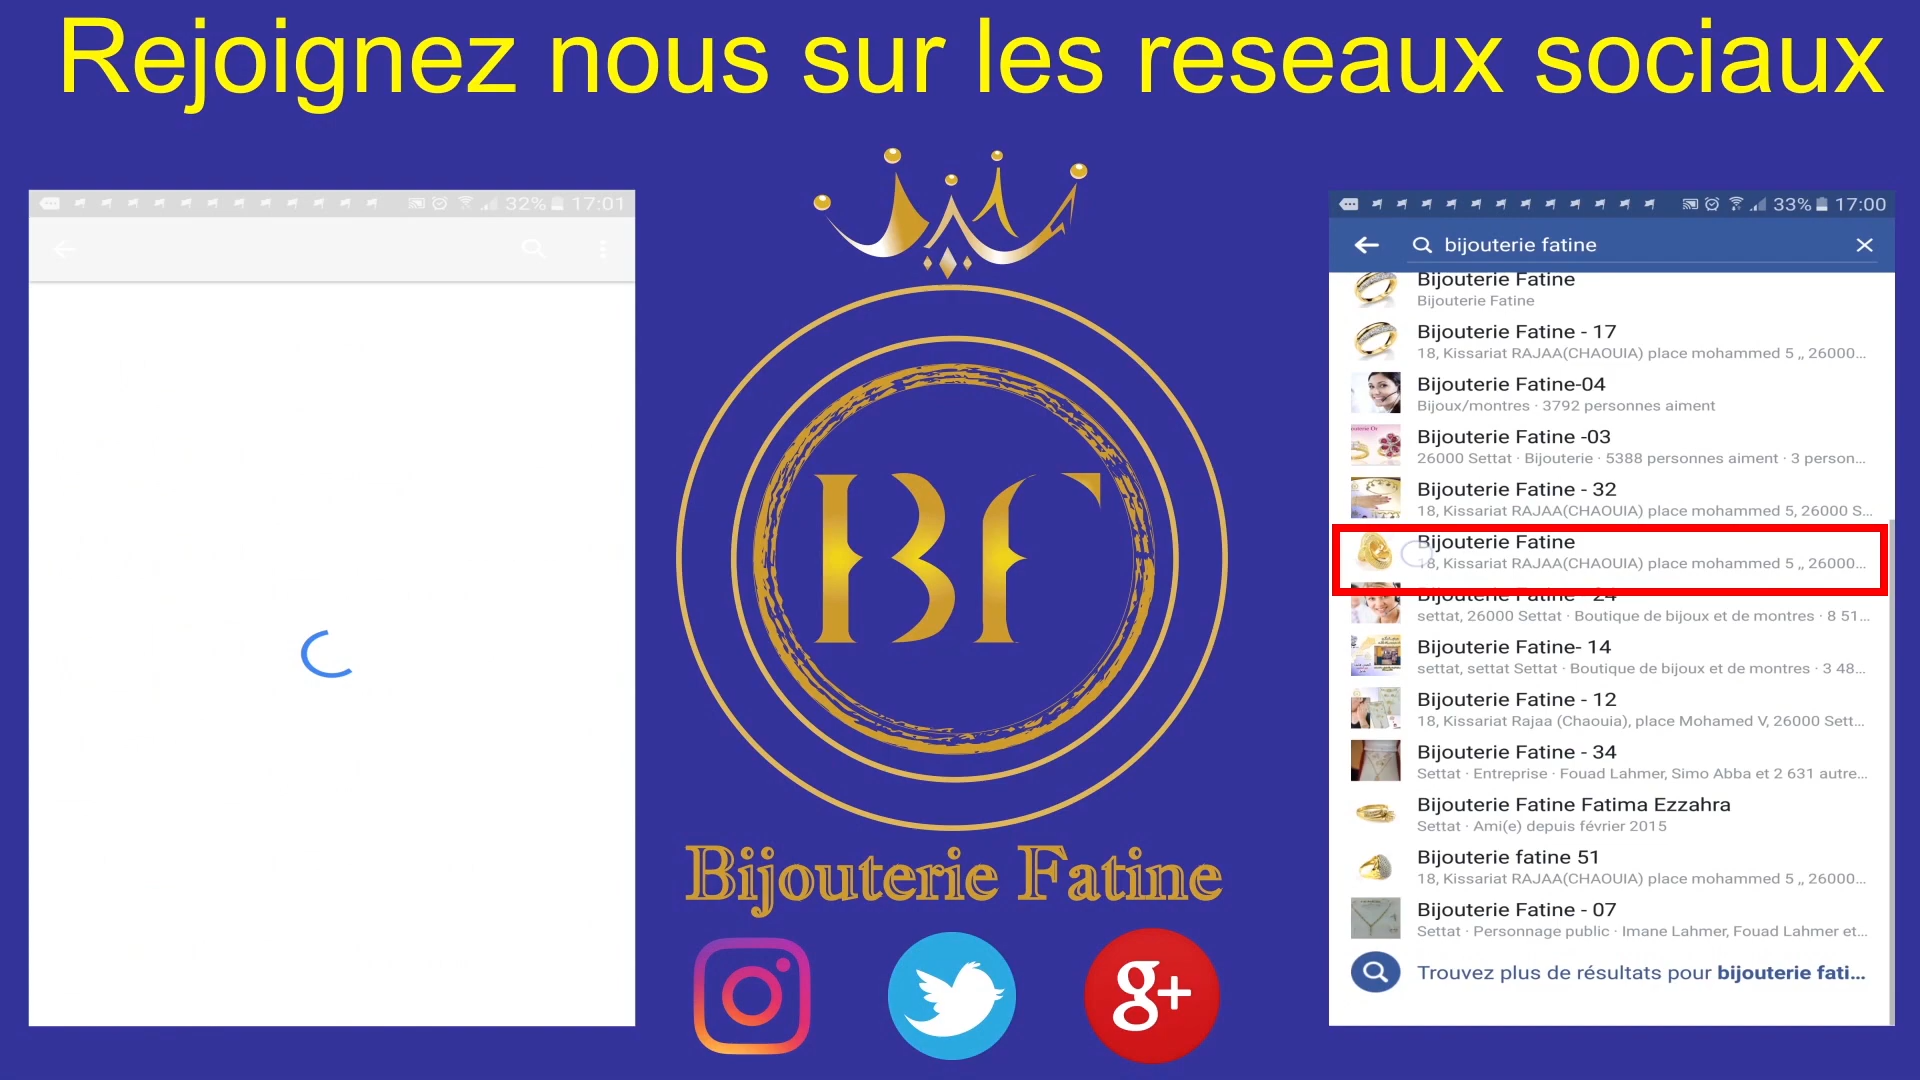 Rejoignez nous sur les reseaux sociaux
32% 17:01
BF
Bijouterie Fatine
g+
33% 17:00
bijouterie fatine
Bijouterie Fatine
Bijouterie Fatine
Bijouterie Fatine - 17
18, Kissariat RAJAA(CHAOUIA) place mohammed 5 ,, 26000...
Bijouterie Fatine-04
Bijoux/montres · 3792 personnes aiment
Bijouterie Fatine -03
26000 Settat · Bijouterie · 5388 personnes aiment · 3 person...
Bijouterie Fatine - 32
18, Kissariat RAJAA(CHAOUIA) place mohammed 5, 26000 S...
Bijouterie Fatine
18, Kissariat RAJAA(CHAOUIA) place mohammed 5 ,, 26000...
Bijouterie Fatine - 24
settat, 26000 Settat · Boutique de bijoux et de montres · 8 51...
Bijouterie Fatine- 14
settat, settat Settat · Boutique de bijoux et de montres · 3 48...
Bijouterie Fatine - 12
18, Kissariat Rajaa (Chaouia), place Mohamed V, 26000 Sett...
Bijouterie Fatine - 34
Settat · Entreprise · Fouad Lahmer, Simo Abba et 2 631 autre...
Bijouterie Fatine Fatima Ezzahra
Settat · Ami(e) depuis février 2015
Bijouterie fatine 51
18, Kissariat RAJAA(CHAOUIA) place mohammed 5 ,, 26000...
Bijouterie Fatine - 07
Settat · Personnage public · Imane Lahmer, Fouad Lahmer et...
Trouvez plus de résultats pour bijouterie fati...